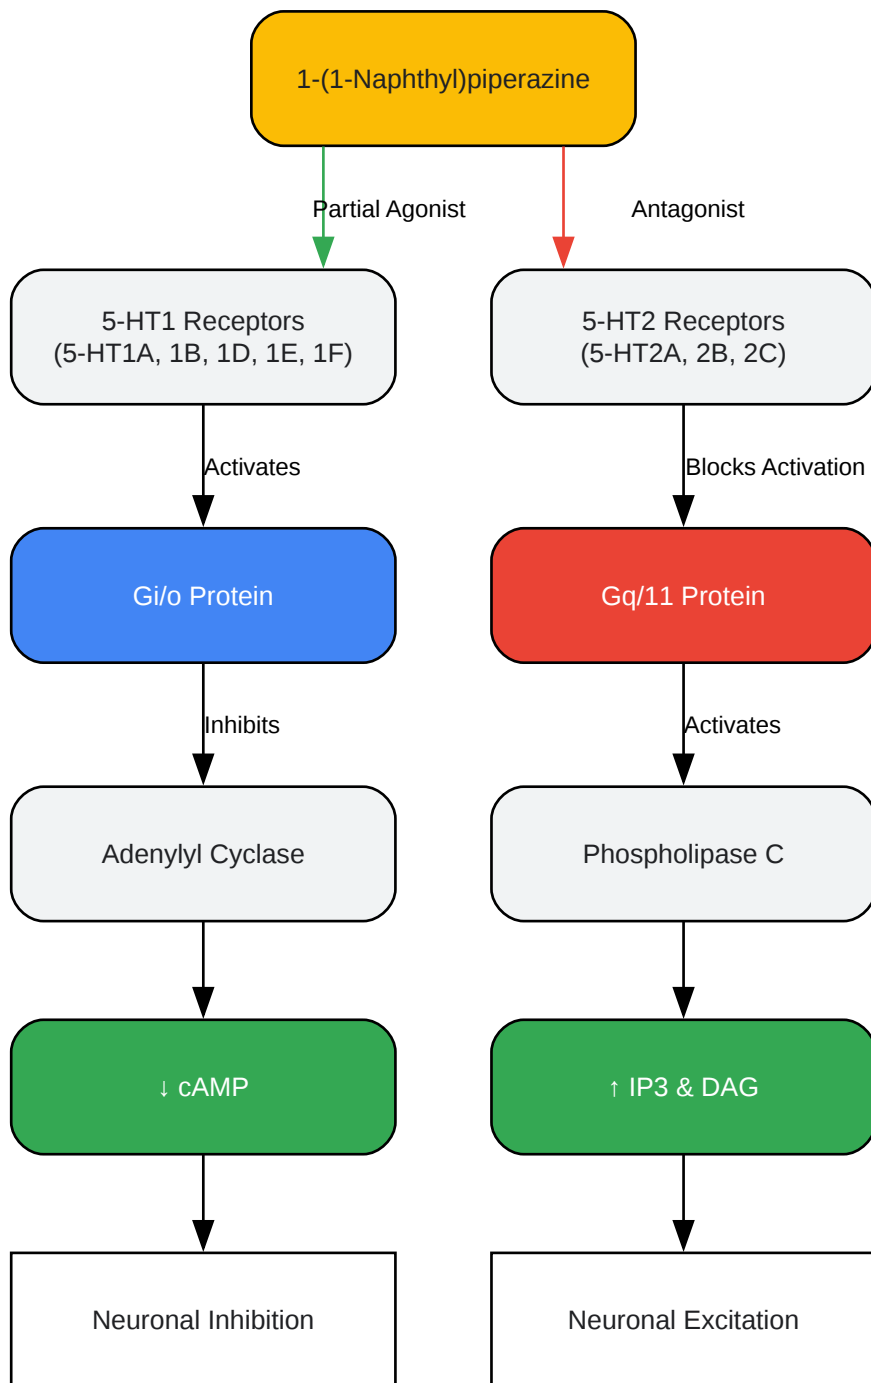 1-(1-Naphthyl)piperazine
Partial Agonist
Antagonist
5-HT1 Receptors
(5-HT1A, 1B, 1D, 1E, 1F)
5-HT2 Receptors
(5-HT2A, 2B, 2C)
Activates
Blocks Activation
Gi/o Protein
Gq/11 Protein
Inhibits
Activates
Adenylyl Cyclase
Phospholipase C
↓ cAMP
↑ IP3 & DAG
Neuronal Inhibition
Neuronal Excitation